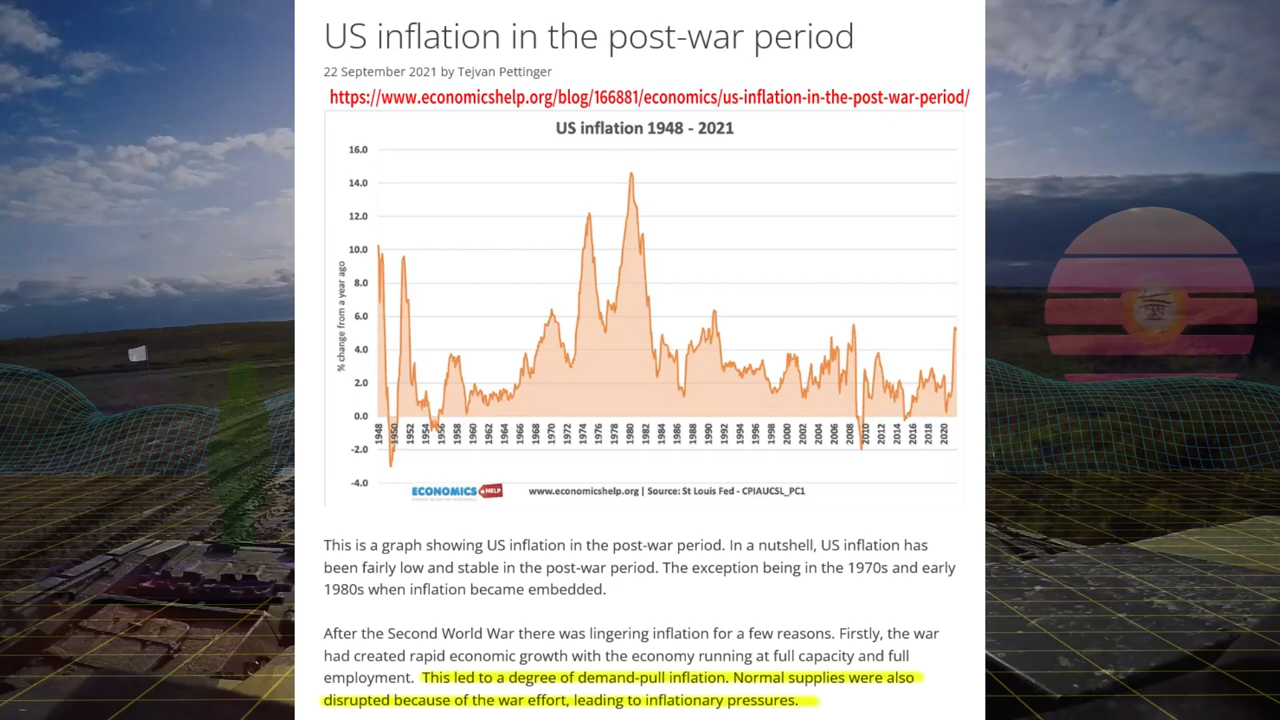 US inflation in the post-war period
22 September 2021 by Tejvan Pettinger
https://www.economicshelp.org/blog/166881/economics/us-inflation-in-the-post-war-period/
US inflation 1948 - 2021
16.0
14.0
12.0
10.0
8.0
6.0
4.0
2.0
0.0
-2.0
-4.0
% change from a year ago
1948 1950 1952 1954 1956 1958 1960 1962 1964 1966 1968 1970 1972 1974 1976 1978 1980 1982 1984 1986 1988 1990 1992 1994 1996 1998 2000 2002 2004 2006 2008 2010 2012 2014 2016 2018 2020
ECONOMICS HELP
www.economicshelp.org | Source: St Louis Fed - CPIAUCSL_PC1
This is a graph showing US inflation in the post-war period. In a nutshell, US inflation has
been fairly low and stable in the post-war period. The exception being in the 1970s and early
1980s when inflation became embedded.
After the Second World War there was lingering inflation for a few reasons. Firstly, the war
had created rapid economic growth with the economy running at full capacity and full
employment. This led to a degree of demand-pull inflation. Normal supplies were also
disrupted because of the war effort, leading to inflationary pressures.